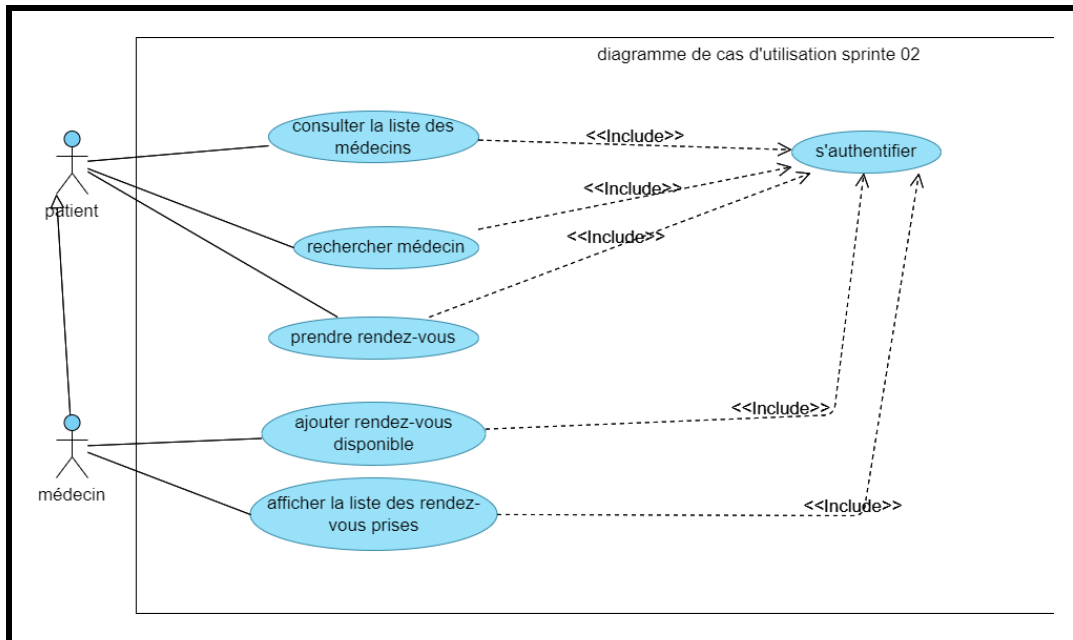 diagramme de cas d'utilisation sprinte 02
consulter la liste des
médecins
<<Include>>
s'authentifier
patient
<<Include>>
rechercher médecin
<<Include>>
prendre rendez-vous
ajouter rendez-vous
disponible
<<Include>>
médecin
afficher la liste des rendez-
vous prises
<<Include>>